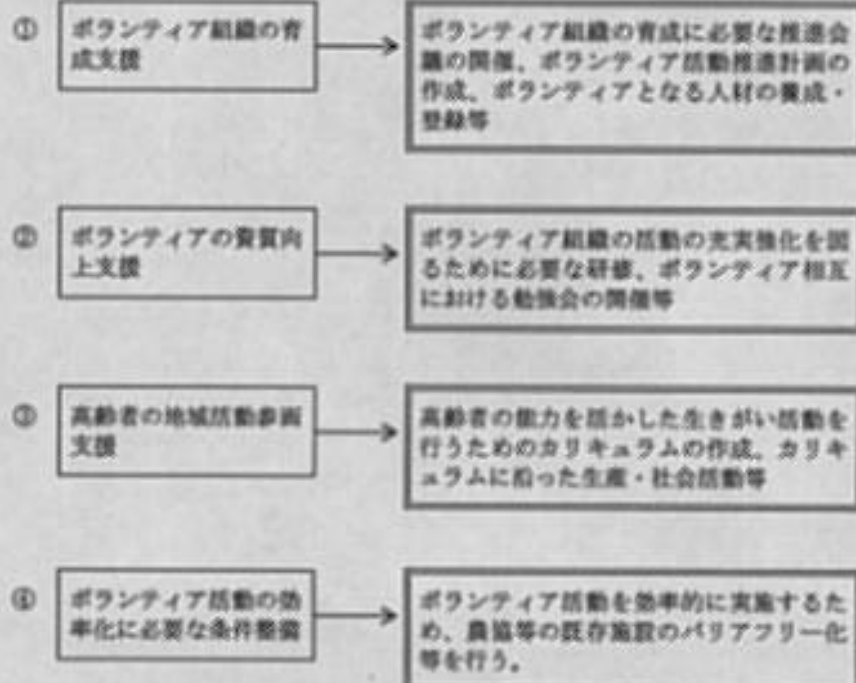 ① ボランティア組織の育
成支援
ボランティア組織の育成に必要な推進会
議の開催、ボランティア活動推進計画の
作成、ボランティアとなる人材の養成・
登録等
② ボランティアの資質向
上支援
ボランティア組織の活動の充実強化を図
るために必要な研修、ボランティア相互
における勉強会の開催等
③ 高齢者の地域活動参画
支援
高齢者の能力を活かした生きがい活動を
行うためのカリキュラムの作成、カリキ
ュラムに沿った生産・社会活動等
④ ボランティア活動の効
率化に必要な条件整備
ボランティア活動を効率的に実施するた
め、農協等の既存施設のバリアフリー化
等を行う。